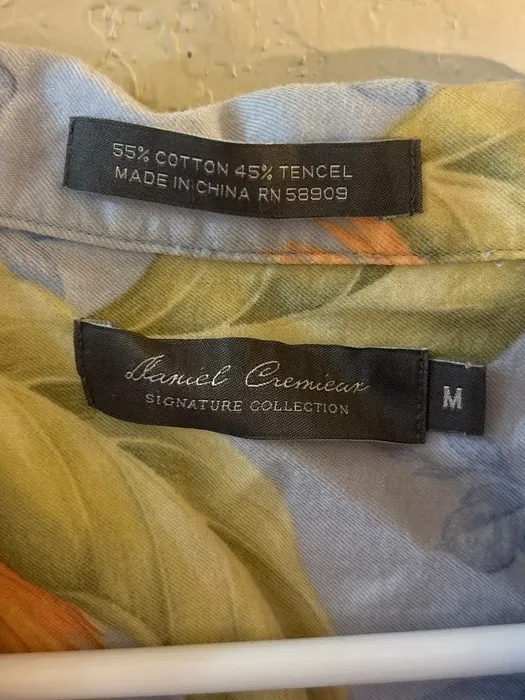 55% COTTON 45% TENCEL
MADE IN CHINA RN 58909
Daniel Cremieux
SIGNATURE COLLECTION
M